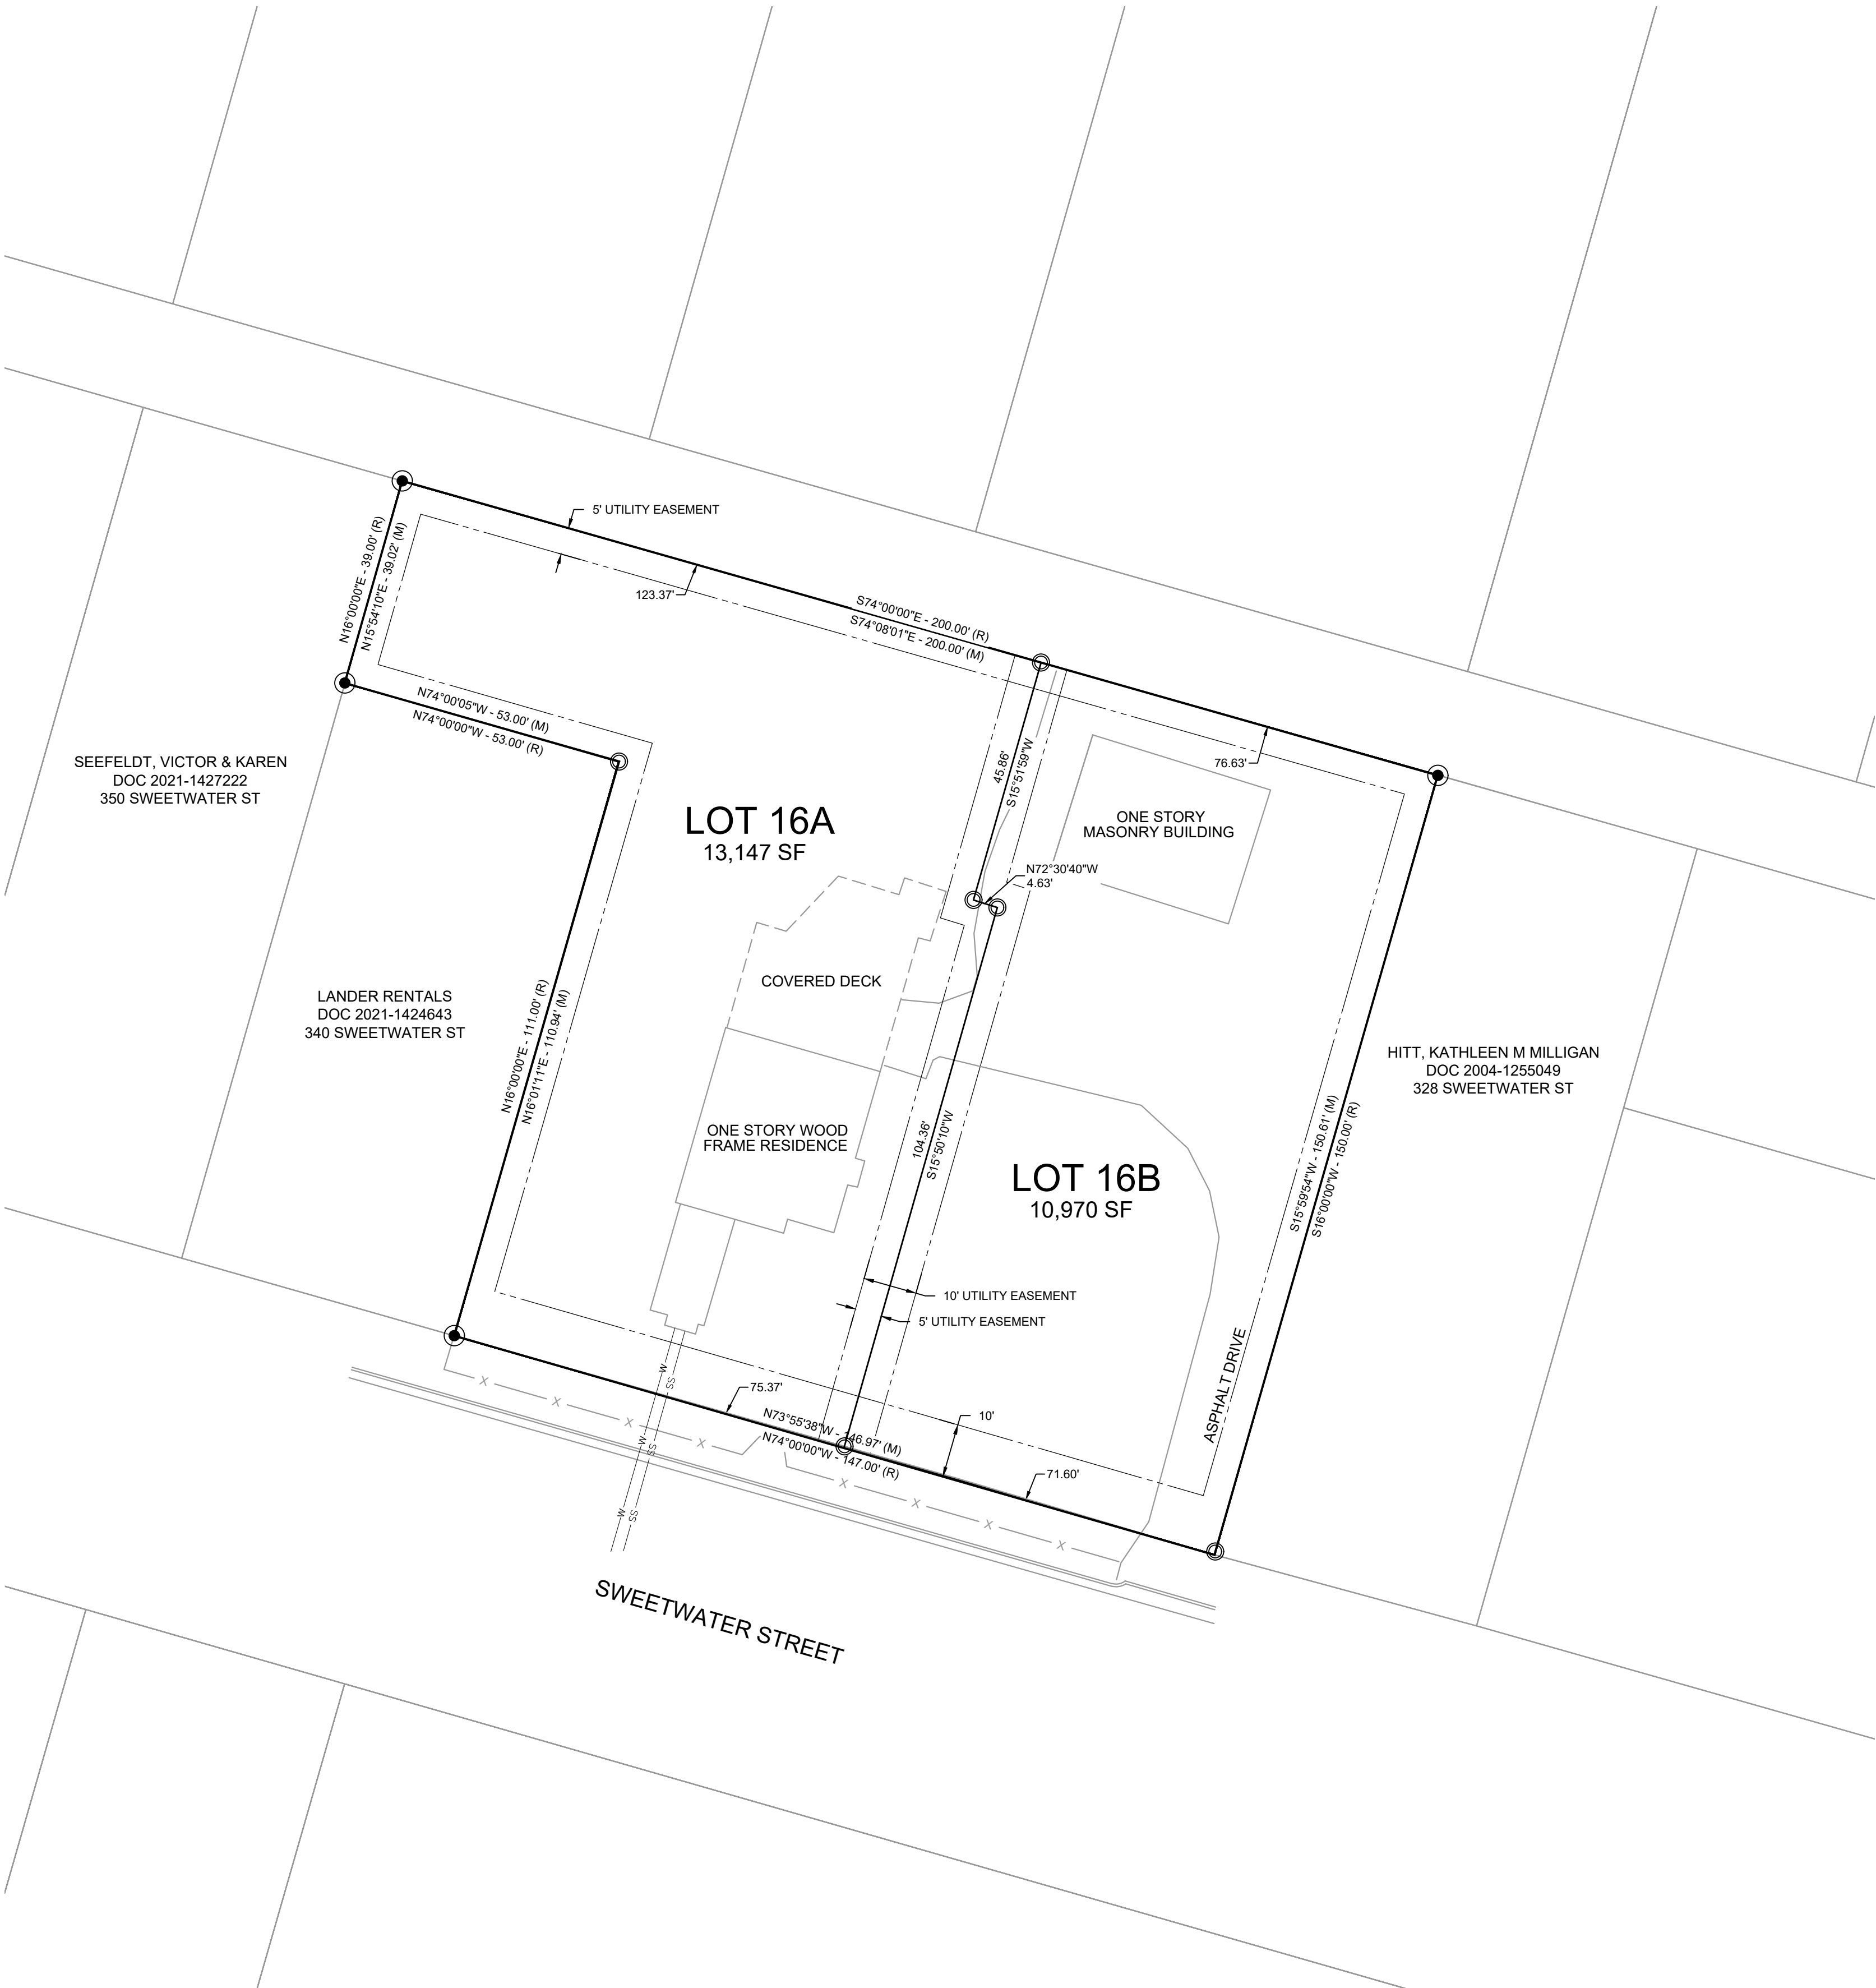 5' UTILITY EASEMENT
123.37'
S74°00'00"E - 200.00' (R)
S74°08'01"E - 200.00' (M)
N16°00'00"E - 39.00' (R)
N15°54'10"E - 39.02' (M)
N74°00'05"W - 53.00' (M)
N74°00'00"W - 53.00' (R)
76.63'
45.86'
S15°51'59"W
SEEFELDT, VICTOR & KAREN
DOC 2021-1427222
350 SWEETWATER ST
LOT 16A
13,147 SF
ONE STORY
MASONRY BUILDING
N72°30'40"W
4.63'
COVERED DECK
LANDER RENTALS
DOC 2021-1424643
340 SWEETWATER ST
N16°00'00"E - 111.00' (R)
N16°01'11"E - 110.94' (M)
HITT, KATHLEEN M MILLIGAN
DOC 2004-1255049
328 SWEETWATER ST
ONE STORY WOOD
FRAME RESIDENCE
104.36'
S15°50'10"W
LOT 16B
10,970 SF
S15°59'54"W - 150.61' (M)
S16°00'00"W - 150.00' (R)
10' UTILITY EASEMENT
5' UTILITY EASEMENT
ASPHALT DRIVE
75.37'
N73°55'38"W - 146.97' (M)
N74°00'00"W - 147.00' (R)
10'
71.60'
W
SS
W
SS
W
SS
X
X
X
X
X
X
X
X
SWEETWATER STREET